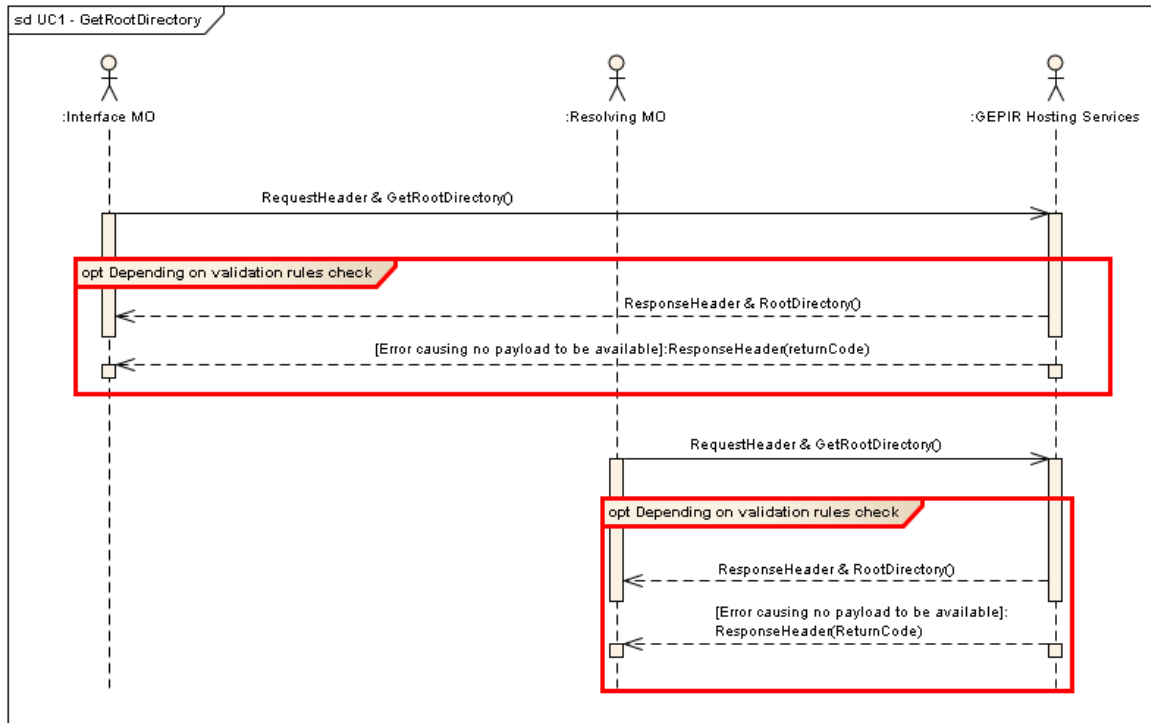 sd UC1 - GetRootDirectory
:Interface MO
:Resolving MO
:GEPIR Hosting Services
RequestHeader & GetRootDirectory()
opt Depending on validation rules check
ResponseHeader & RootDirectory()
[Error causing no payload to be available]:ResponseHeader(returnCode)
RequestHeader & GetRootDirectory()
opt Depending on validation rules check
ResponseHeader & RootDirectory()
[Error causing no payload to be available]:
ResponseHeader(ReturnCode)